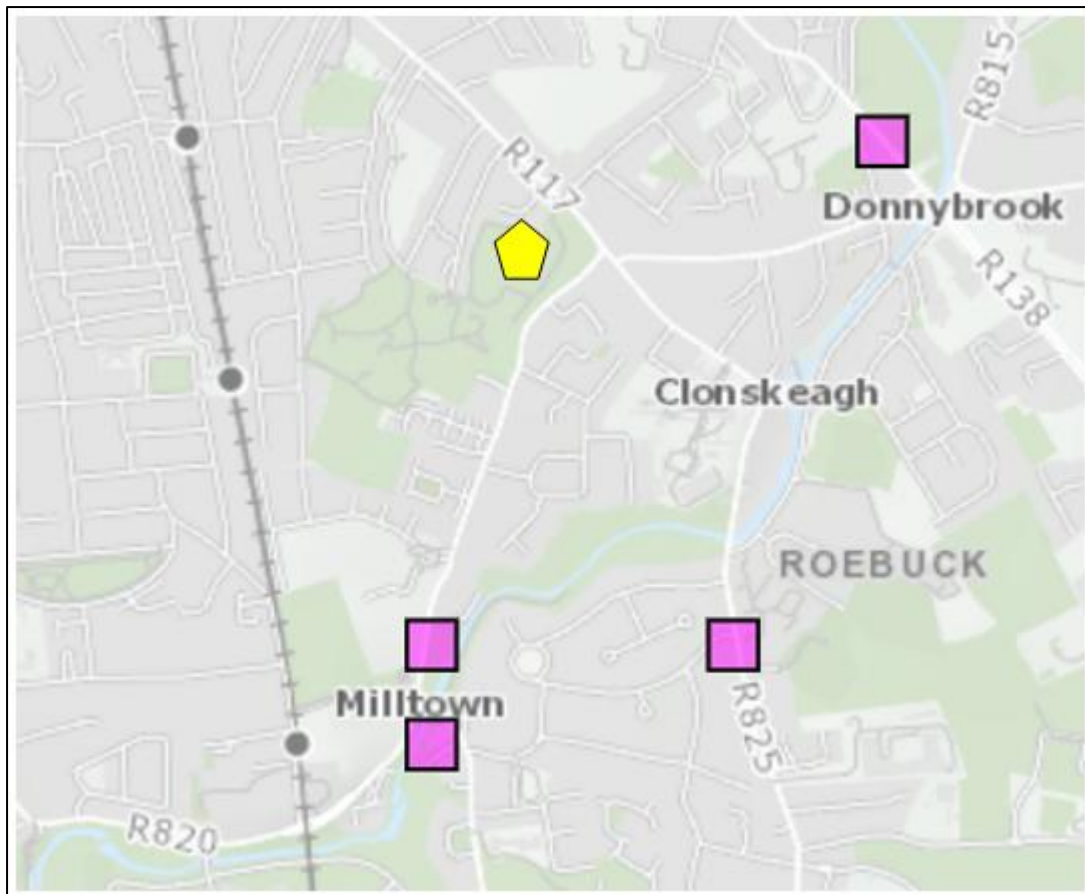 R815
R117
Donnybrook
R138
Clonskeagh
ROEBUCK
Milltown
R825
R820